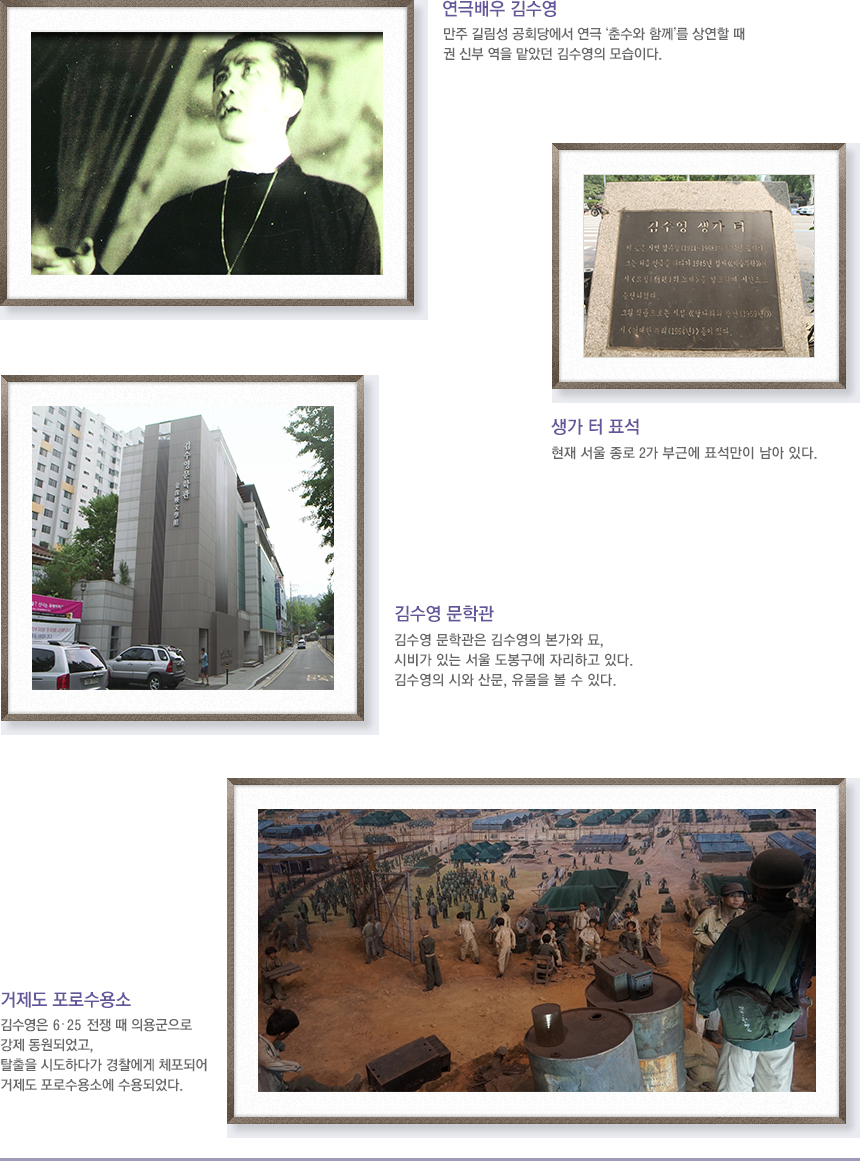 연극배우 김수영
만주 길림성 공회당에서 연극 ‘춘수와 함께’를 상연할 때
권 신부 역을 맡았던 김수영의 모습이다.
김수영 생가 터
생가 터 표석
현재 서울 종로 2가 부근에 표석만이 남아 있다.
김수영문학관
金洙暎文學館
김수영 문학관
김수영 문학관은 김수영의 본가와 묘,
시비가 있는 서울 도봉구에 자리하고 있다.
김수영의 시와 산문, 유물을 볼 수 있다.
거제도 포로수용소
김수영은 6·25 전쟁 때 의용군으로
강제 동원되었고,
탈출을 시도하다가 경찰에게 체포되어
거제도 포로수용소에 수용되었다.